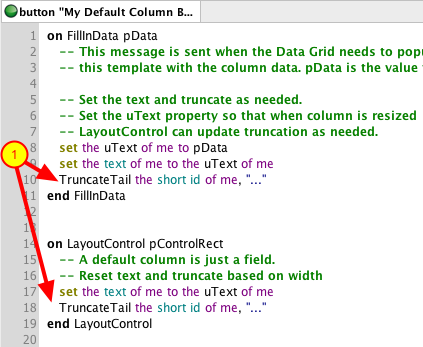 button "My Default Column B...
1 on FillInData pData
2 -- This message is sent when the Data Grid needs to popu
3 -- this template with the column data. pData is the value
4
5 -- Set the text and truncate as needed.
6 -- Set the uText property so that when column is resized
7 -- LayoutControl can update truncation as needed.
8 set the uText of me to pData
9 set the text of me to the uText of me
1
10 TruncateTail the short id of me, "..."
11 end FillInData
12
13
14 on LayoutControl pControlRect
15 -- A default column is just a field.
16 -- Reset text and truncate based on width
17 set the text of me to the uText of me
18 TruncateTail the short id of me, "..."
19 end LayoutControl
20